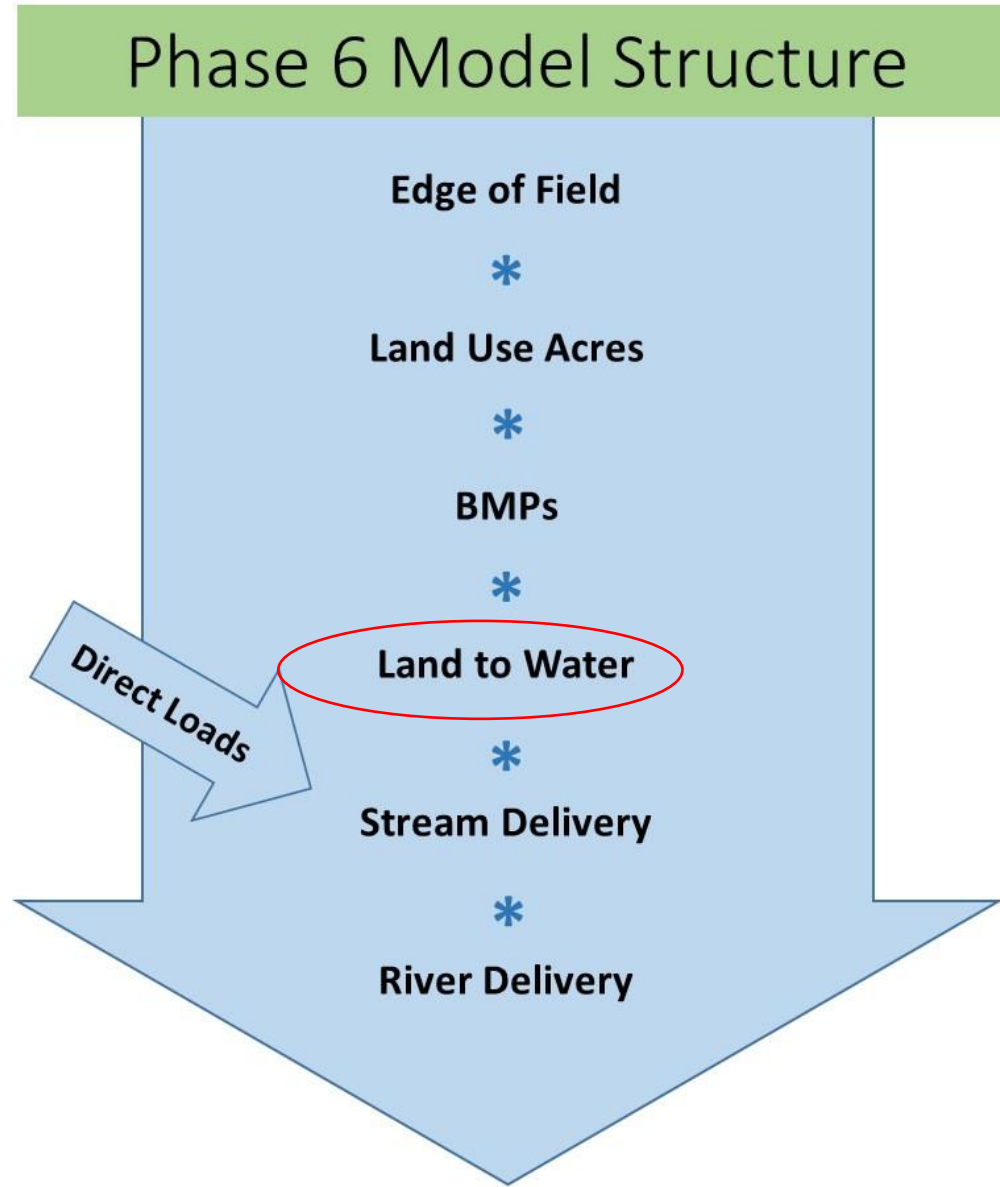 Phase 6 Model Structure
Edge of Field
*
Land Use Acres
*
BMPs
*
Land to Water
Direct Loads
*
Stream Delivery
*
River Delivery